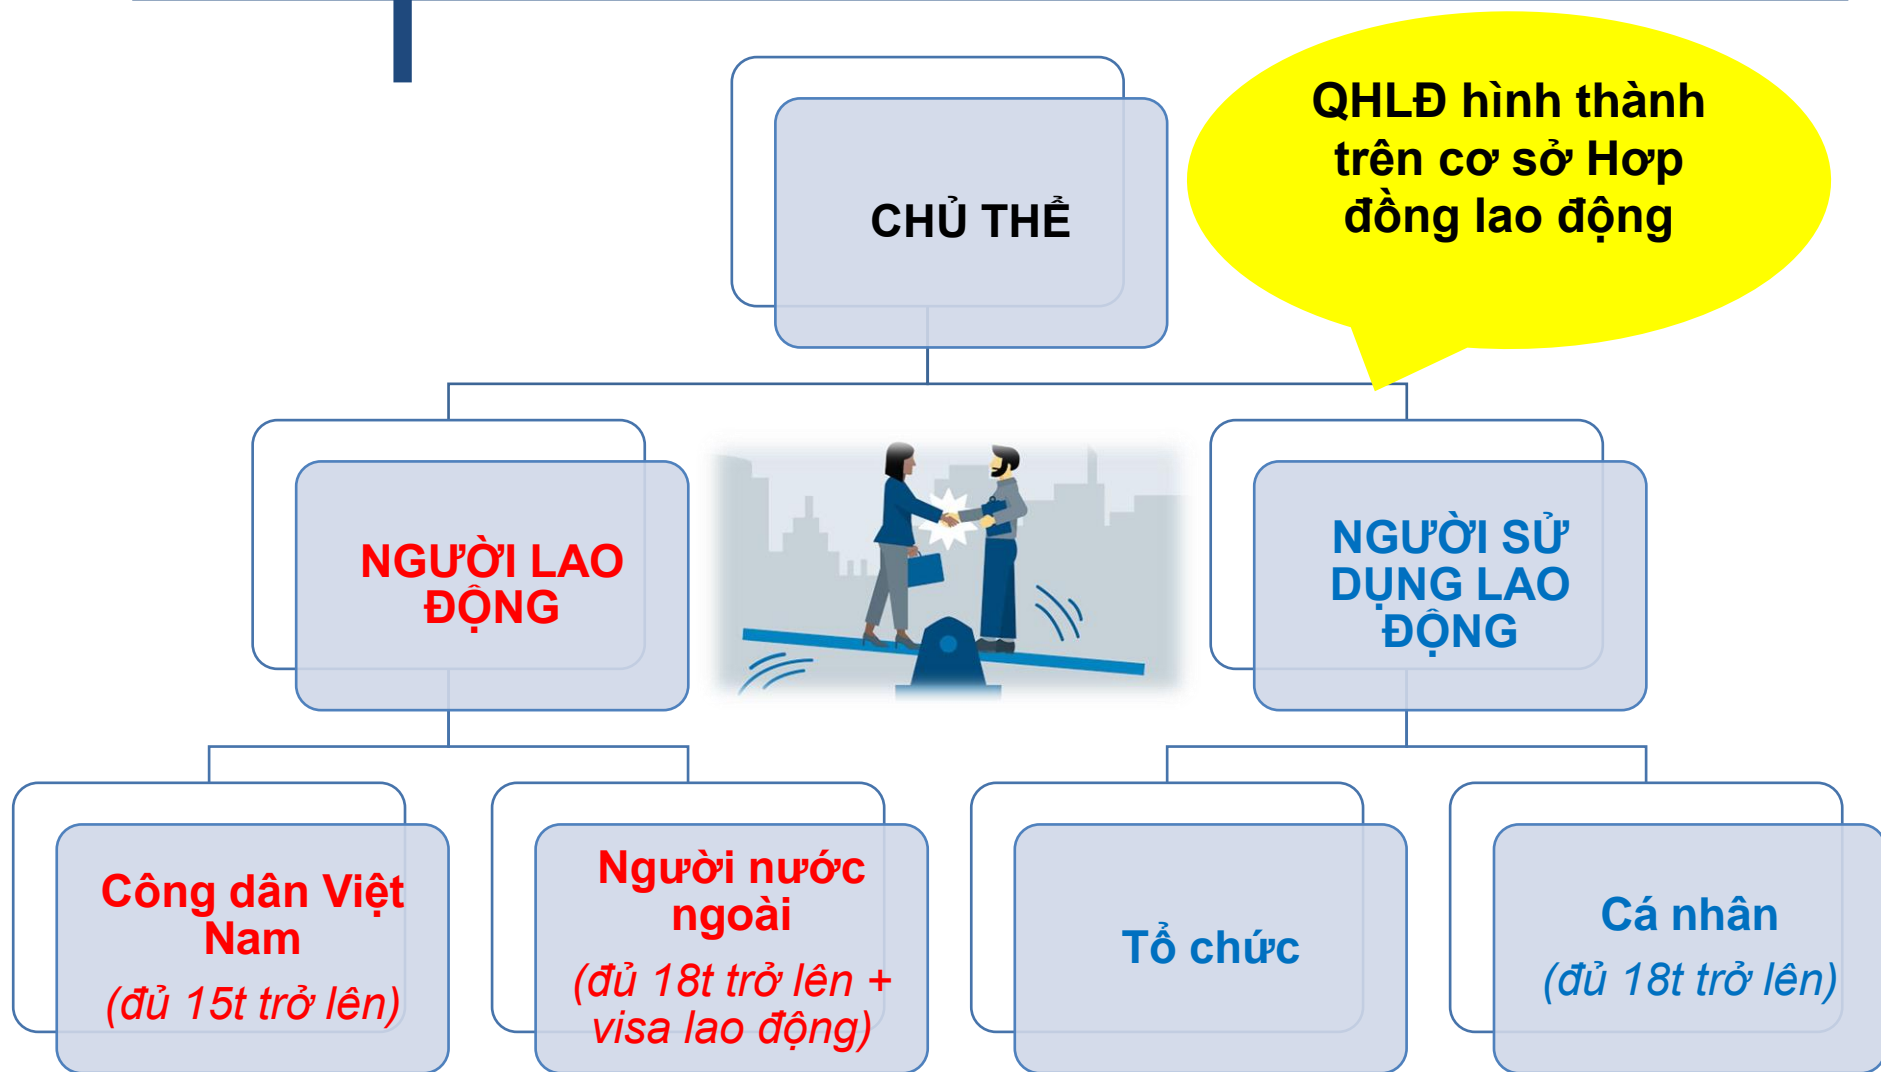 QHLĐ hình thành
trên cơ sở Hơp
đồng lao động
CHỦ THỂ
NGƯỜI LAO
ĐỘNG
NGƯỜI SỬ
DỤNG LAO
ĐỘNG
Công dân Việt
Nam
(đủ 15t trở lên)
Người nước
ngoài
(đủ 18t trở lên +
visa lao động)
Tổ chức
Cá nhân
(đủ 18t trở lên)